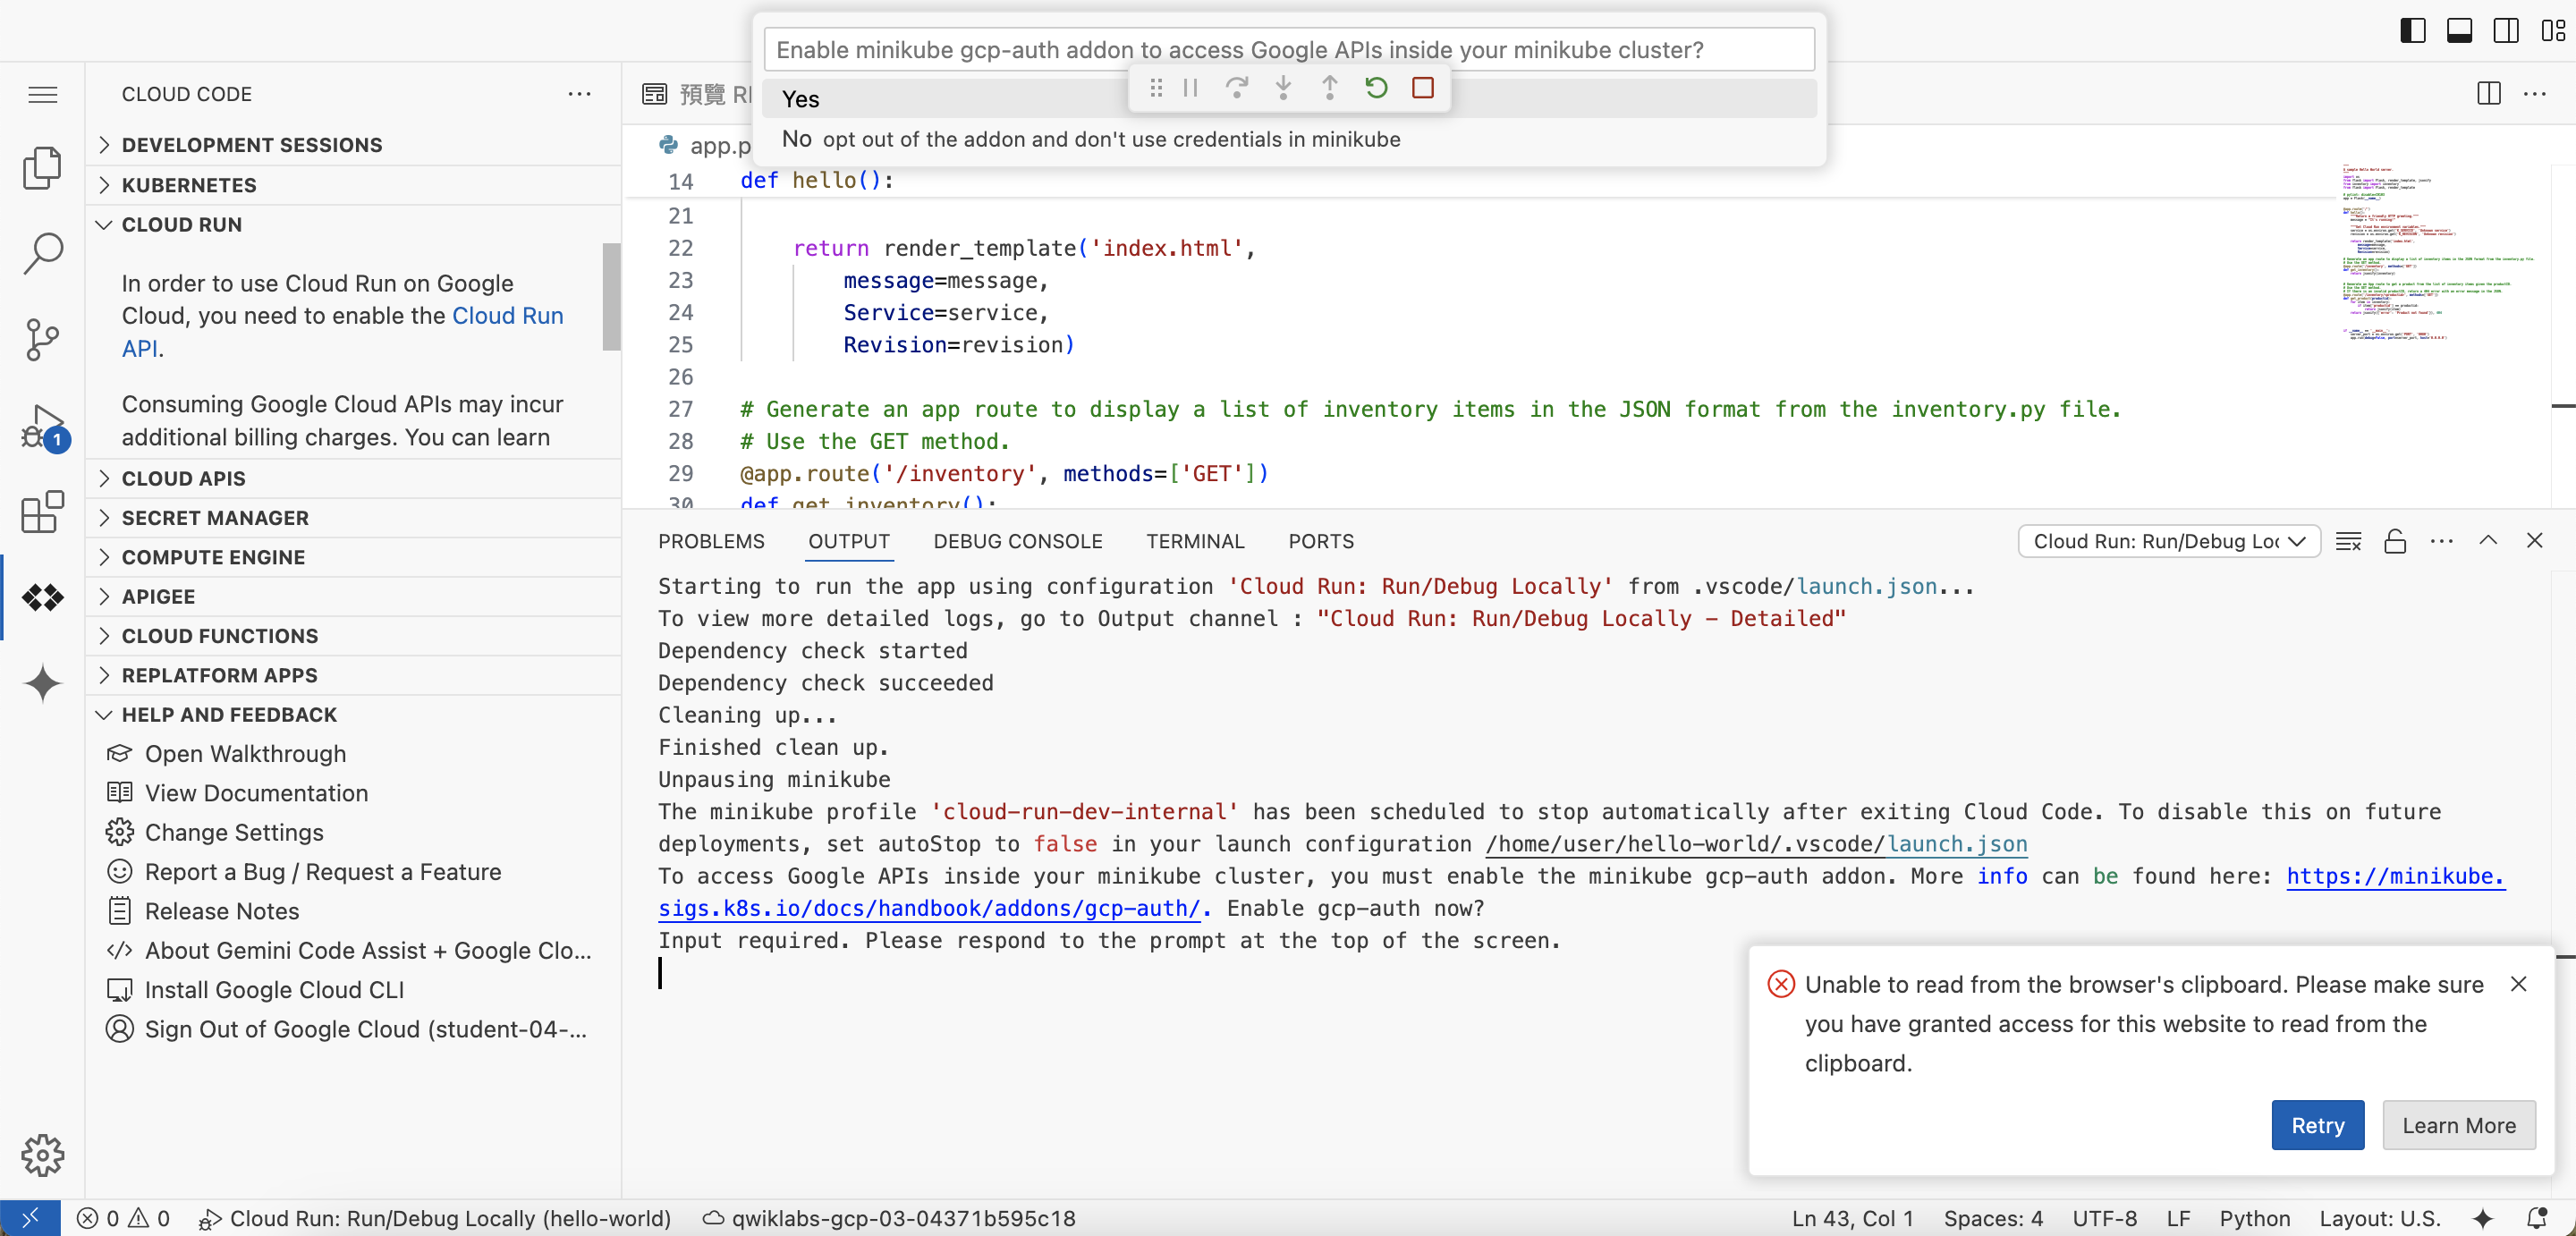 Enable minikube gcp-auth addon to access Google APIs inside your minikube cluster?
Yes
No opt out of the addon and don't use credentials in minikube
CLOUD CODE
DEVELOPMENT SESSIONS
KUBERNETES
CLOUD RUN
In order to use Cloud Run on Google
Cloud, you need to enable the Cloud Run
API.
Consuming Google Cloud APIs may incur
additional billing charges. You can learn
CLOUD APIS
SECRET MANAGER
COMPUTE ENGINE
APIGEE
CLOUD FUNCTIONS
REPLATFORM APPS
HELP AND FEEDBACK
Open Walkthrough
View Documentation
Change Settings
Report a Bug / Request a Feature
Release Notes
About Gemini Code Assist + Google Clo...
Install Google Cloud CLI
Sign Out of Google Cloud (student-04-...
1
預覽
app.p
14 def hello():
21
22 return render_template('index.html',
23 message=message,
24 Service=service,
25 Revision=revision)
26
27 # Generate an app route to display a list of inventory items in the JSON format from the inventory.py file.
28 # Use the GET method.
29 @app.route('/inventory', methods=['GET'])
30 def get_inventory():
PROBLEMS OUTPUT DEBUG CONSOLE TERMINAL PORTS
Cloud Run: Run/Debug Loc
Starting to run the app using configuration 'Cloud Run: Run/Debug Locally' from .vscode/launch.json...
To view more detailed logs, go to Output channel : "Cloud Run: Run/Debug Locally - Detailed"
Dependency check started
Dependency check succeeded
Cleaning up...
Finished clean up.
Unpausing minikube
The minikube profile 'cloud-run-dev-internal' has been scheduled to stop automatically after exiting Cloud Code. To disable this on future
deployments, set autoStop to false in your launch configuration /home/user/hello-world/.vscode/launch.json
To access Google APIs inside your minikube cluster, you must enable the minikube gcp-auth addon. More info can be found here: https://minikube.
sigs.k8s.io/docs/handbook/addons/gcp-auth/. Enable gcp-auth now?
Input required. Please respond to the prompt at the top of the screen.
Unable to read from the browser's clipboard. Please make sure
you have granted access for this website to read from the
clipboard.
Retry Learn More
0 0 Cloud Run: Run/Debug Locally (hello-world) qwiklabs-gcp-03-04371b595c18
Ln 43, Col 1 Spaces: 4 UTF-8 LF Python Layout: U.S.